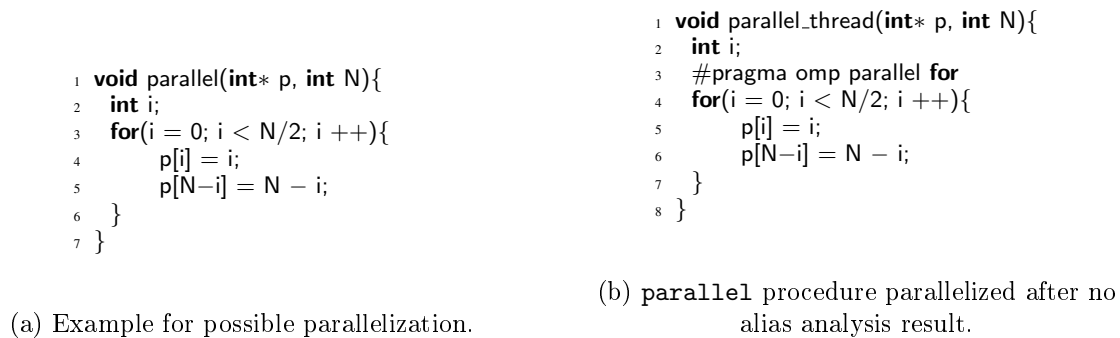 1 void parallel(int* p, int N){
2 int i;
3 for(i = 0; i < N/2; i ++){
4 p[i] = i;
5 p[N−i] = N − i;
6 }
7 }
(a) Example for possible parallelization.
1 void parallel_thread(int* p, int N){
2 int i;
3 #pragma omp parallel for
4 for(i = 0; i < N/2; i ++){
5 p[i] = i;
6 p[N−i] = N − i;
7 }
8 }
(b) parallel procedure parallelized after no
alias analysis result.